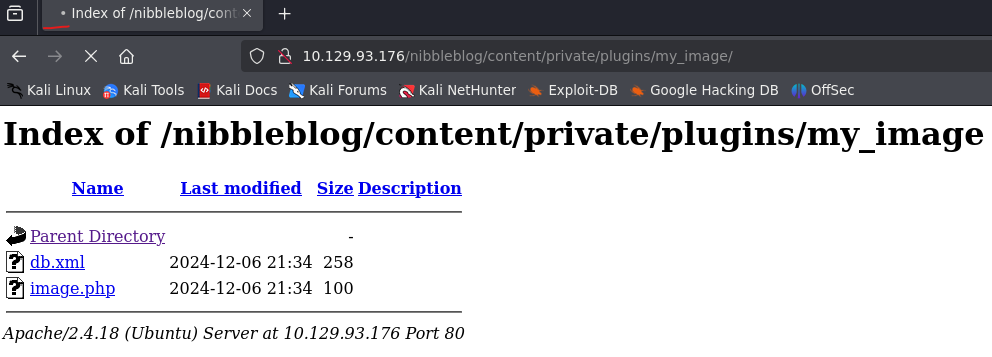 Index of /nibbleblog/cont
10.129.93.176/nibbleblog/content/private/plugins/my_image/
Kali Linux Kali Tools Kali Docs Kali Forums Kali NetHunter Exploit-DB Google Hacking DB OffSec
Index of /nibbleblog/content/private/plugins/my_image
Name Last modified Size Description
Parent Directory -
db.xml 2024-12-06 21:34 258
image.php 2024-12-06 21:34 100
Apache/2.4.18 (Ubuntu) Server at 10.129.93.176 Port 80